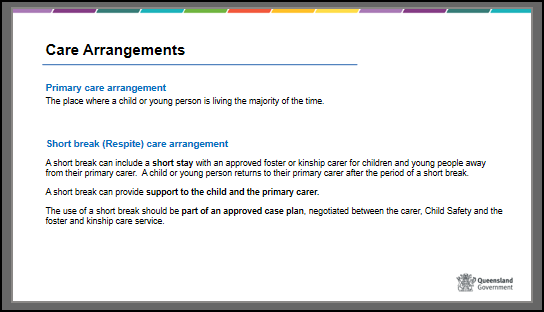 Care Arrangements
Primary care arrangement
The place where a child or young person is living the majority of the time.
Short break (Respite) care arrangement
A short break can include a short stay with an approved foster or kinship carer for children and young people away
from their primary carer. A child or young person returns to their primary carer after the period of a short break.
A short break can provide support to the child and the primary carer.
The use of a short break should be part of an approved case plan, negotiated between the carer, Child Safety and the
foster and kinship care service.
Queensland
Government